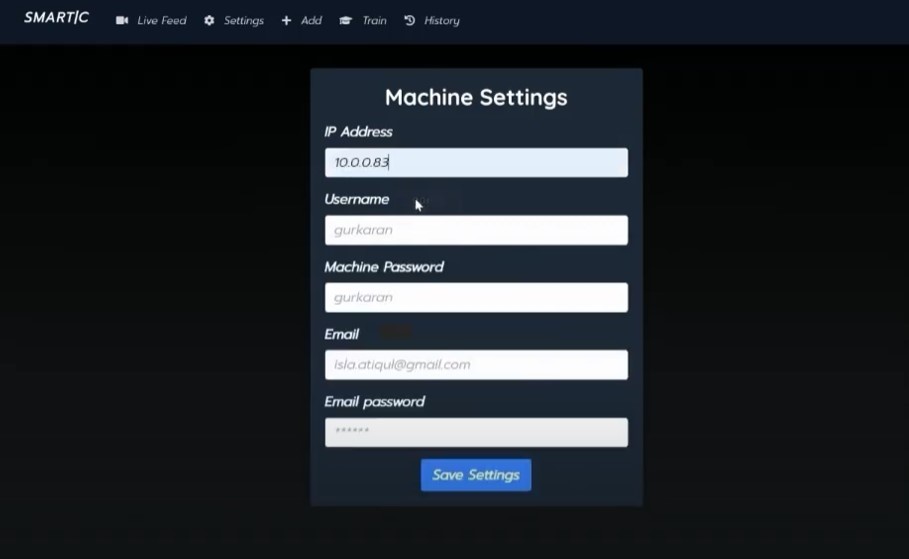 SMART|C Live Feed Settings Add Train History
Machine Settings
IP Address
10.0.0.83
Username
gurkaran
Machine Password
gurkaran
Email
isla.atiqul@gmail.com
Email password
******
Save Settings